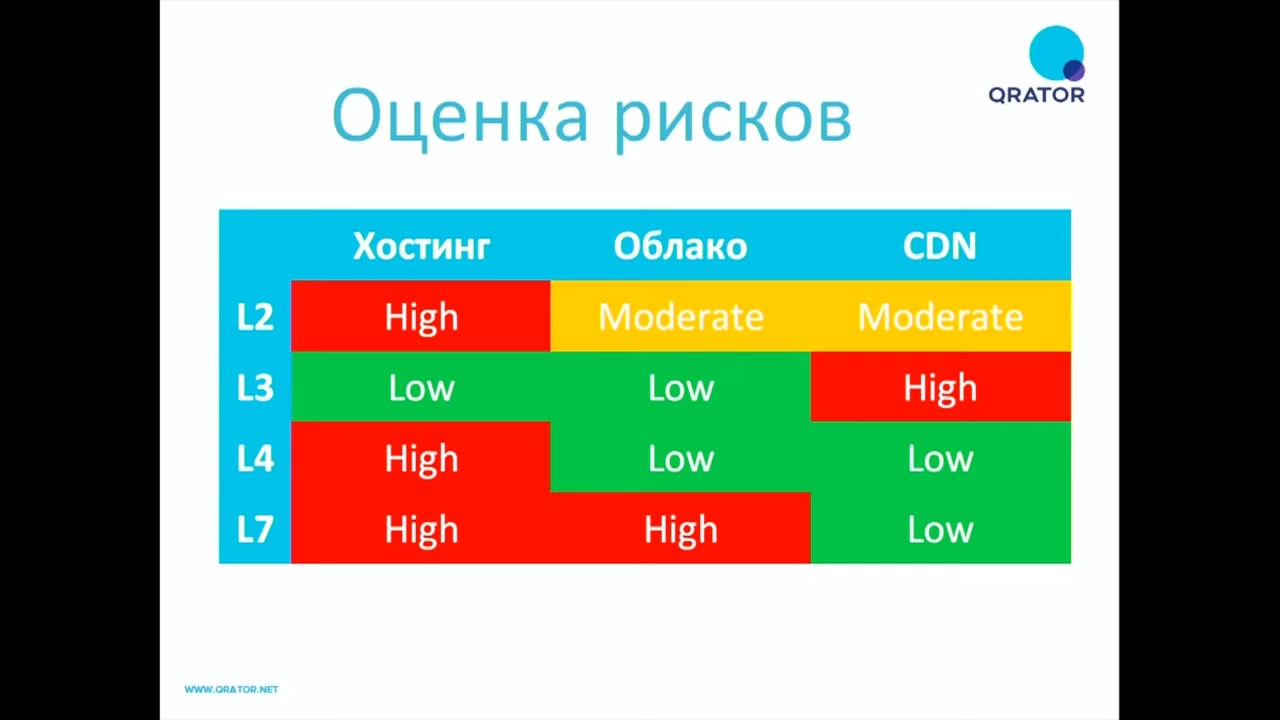 QRATOR
Оценка рисков
Хостинг Облако CDN
L2 High Moderate Moderate
L3 Low Low High
L4 High Low Low
L7 High High Low
WWW.QRATOR.NET